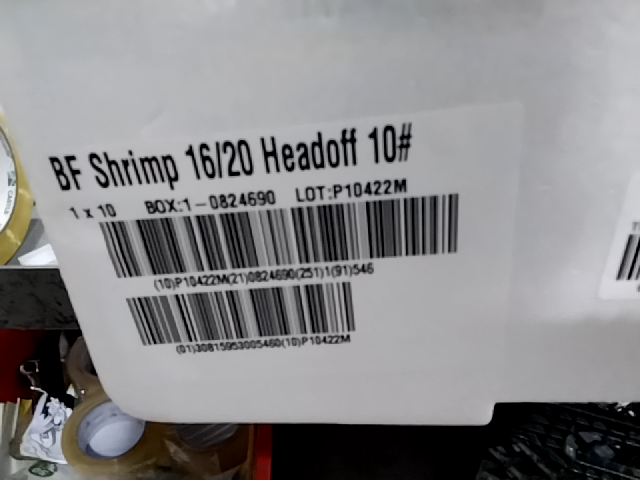 BF Shrimp 16/20 Headoff 10#
1 x 10 BOX:1-0824690 LOT:P10422M
(10)P10422M(21)0824690(251)1(91)546
(01)30815953005460(10)P10422M